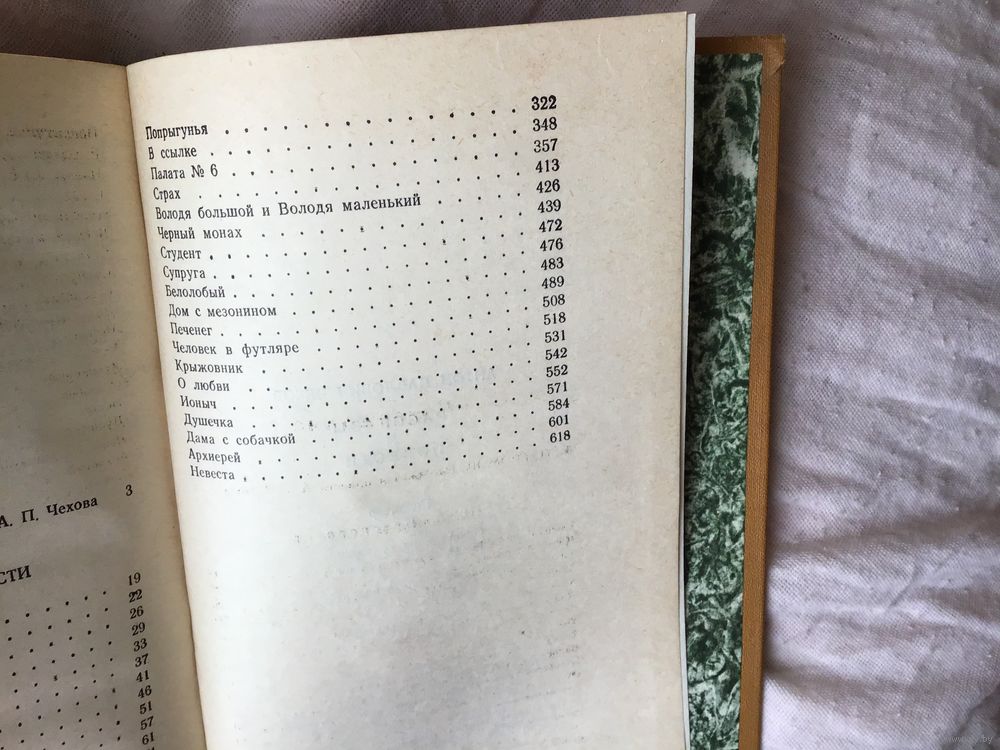 А. П. Чехова 3
СТИ
19
22
26
29
33
37
41
46
51
57
61
Попрыгунья . . . . . . . . . . . . 322
В ссылке . . . . . . . . . . . . 348
Палата № 6 . . . . . . . . . . . . 357
Страх . . . . . . . . . . . . 413
Володя большой и Володя маленький . . . . 426
Черный монах . . . . . . . . . . 439
Студент . . . . . . . . . . . . 472
Супруга . . . . . . . . . . . . 476
Белолобый . . . . . . . . . . . . 483
Дом с мезонином . . . . . . . . . . 489
Печенег . . . . . . . . . . . . 508
Человек в футляре . . . . . . . . . 518
Крыжовник . . . . . . . . . . . 531
О любви . . . . . . . . . . . . 542
Ионыч . . . . . . . . . . . . 552
Душечка . . . . . . . . . . . . 571
Дама с собачкой . . . . . . . . . . 584
Архиерей . . . . . . . . . . . . 601
Невеста . . . . . . . . . . . . 618